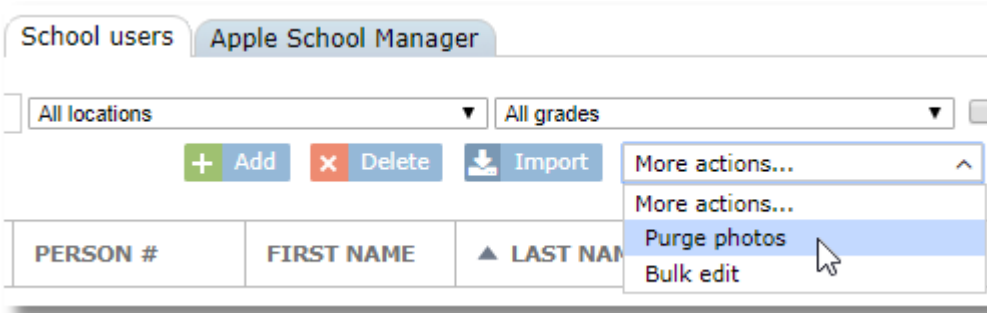 School users Apple School Manager
All locations All grades
Add Delete Import More actions...
More actions...
Purge photos
PERSON # FIRST NAME LAST NAM
Bulk edit